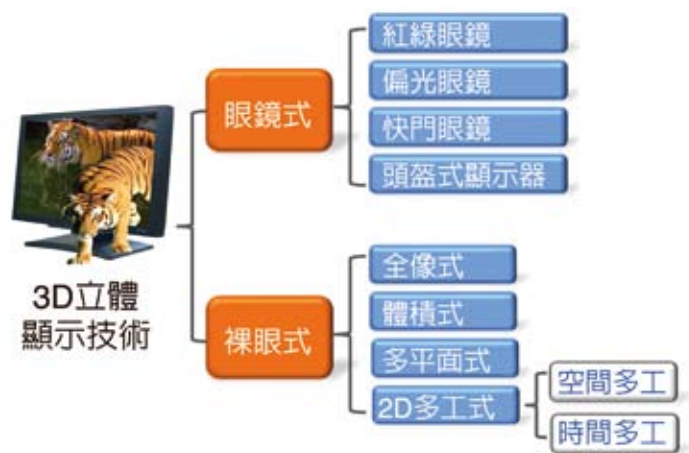 3D立體
顯示技術
眼鏡式
紅綠眼鏡
偏光眼鏡
快門眼鏡
頭盔式顯示器
裸眼式
全像式
體積式
多平面式
2D多工式
空間多工
時間多工